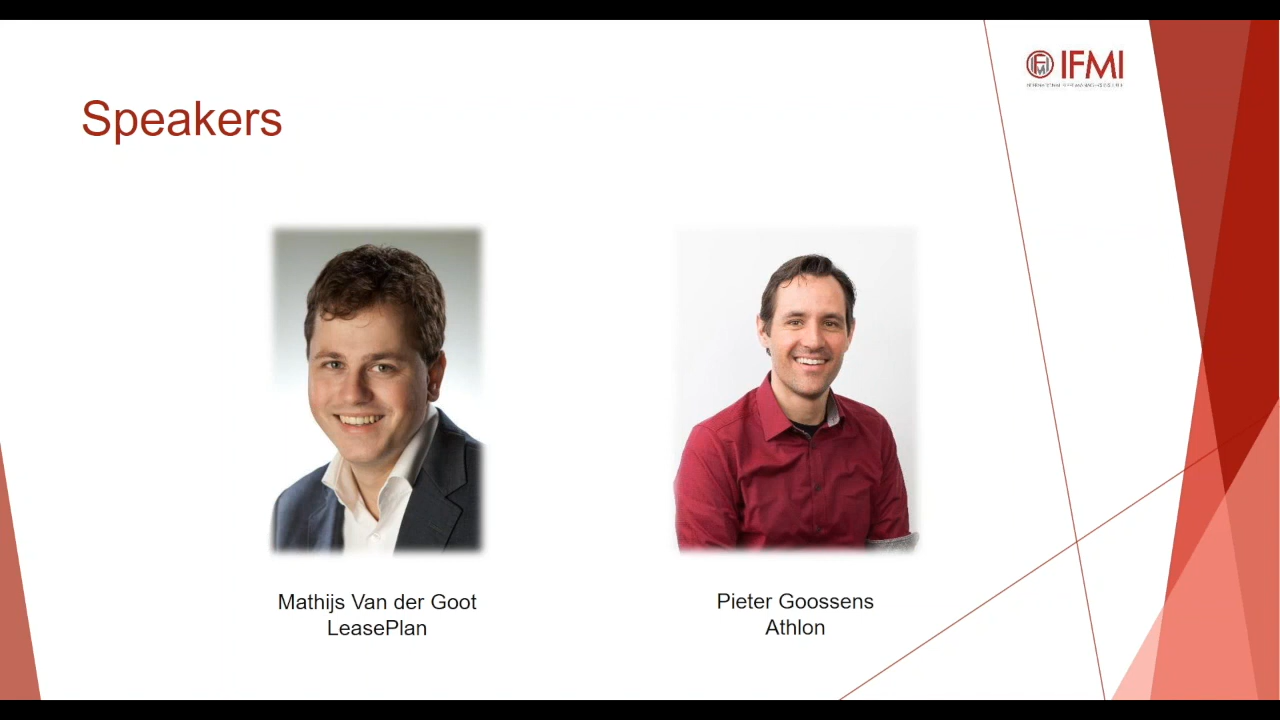 IFMI
Speakers
Mathijs Van der Goot
LeasePlan
Pieter Goossens
Athlon